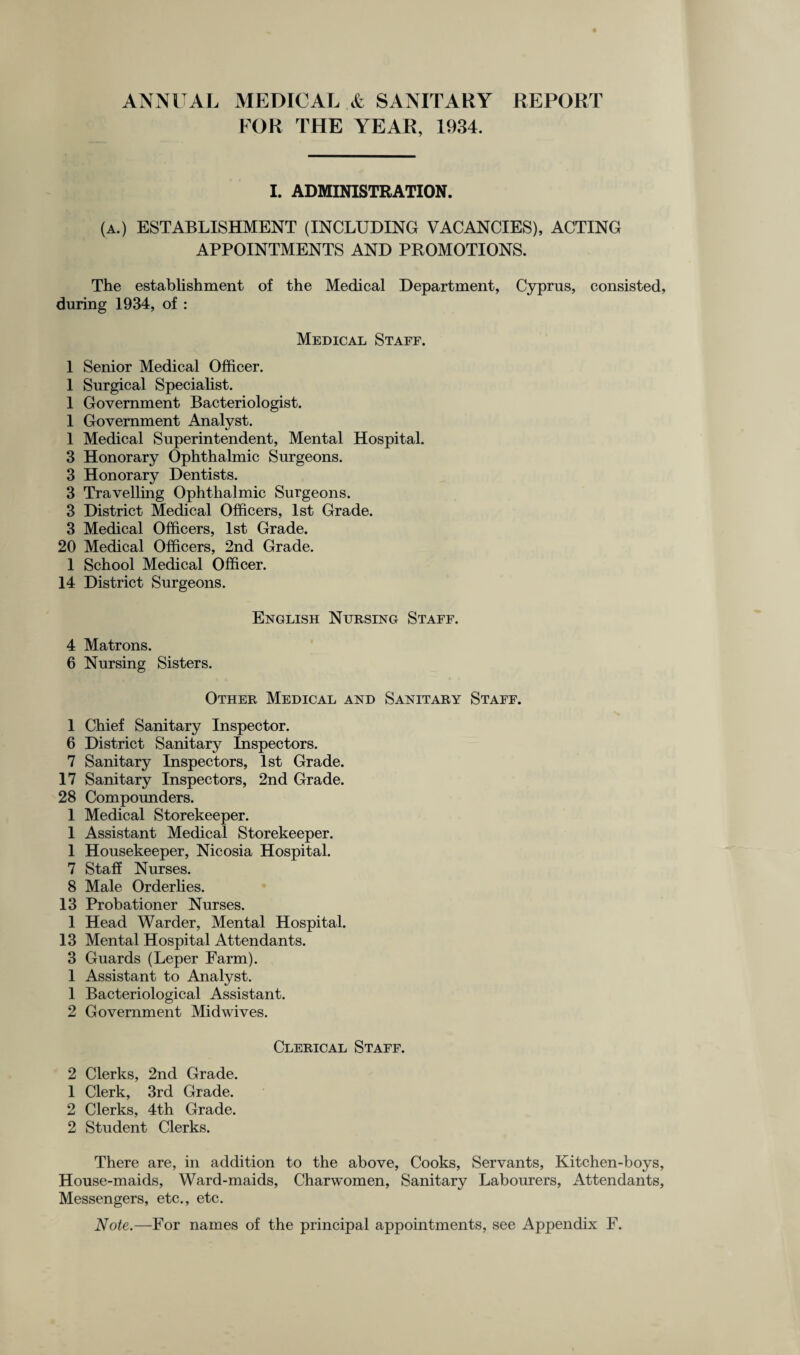 ANNUAL MEDICAL & SANITARY REPORT
FOR THE YEAR, 1934.
I. ADMINISTRATION.
(A.) ESTABLISHMENT (INCLUDING VACANCIES), ACTING
APPOINTMENTS AND PROMOTIONS.
The establishment of the Medical Department, Cyprus, consisted,
during 1934, of :
MEDICAL STAFF.
1 Senior Medical Officer.
1 Surgical Specialist.
1 Government Bacteriologist.
1 Government Analyst.
1 Medical Superintendent, Mental Hospital.
3 Honorary Ophthalmic Surgeons.
3 Honorary Dentists.
3 Travelling Ophthalmic Surgeons.
3 District Medical Officers, 1st Grade.
3 Medical Officers, 1st Grade.
20 Medical Officers, 2nd Grade.
1 School Medical Officer.
14 District Surgeons.
ENGLISH NURSING STAFF.
4 Matrons.
6 Nursing Sisters.
OTHER MEDICAL AND SANITARY STAFF.
1 Chief Sanitary Inspector.
6 District Sanitary Inspectors.
7 Sanitary Inspectors, 1st Grade.
17 Sanitary Inspectors, 2nd Grade.
28 Compounders.
1 Medical Storekeeper.
1 Assistant Medical Storekeeper.
1 Housekeeper, Nicosia Hospital.
7 Staff Nurses.
8 Male Orderlies.
13 Probationer Nurses.
1 Head Warder, Mental Hospital.
13 Mental Hospital Attendants.
3 Guards (Leper Farm).
1 Assistant to Analyst.
1 Bacteriological Assistant.
2 Government Midwives.
CLERICAL STAFF.
2 Clerks, 2nd Grade.
1 Clerk, 3rd Grade.
2 Clerks, 4th Grade.
2 Student Clerks.
There are, in addition to the above, Cooks, Servants, Kitchen-boys,
House-maids, Ward-maids, Charwomen, Sanitary Labourers, Attendants,
Messengers, etc., etc.
Note.—For names of the principal appointments, see Appendix F.